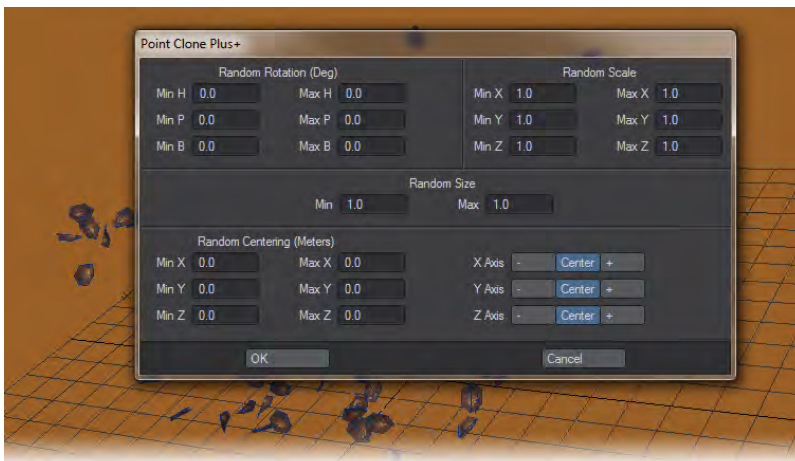 Point Clone Plus+
Random Rotation (Deg)
Min H 0.0 Max H 0.0
Min P 0.0 Max P 0.0
Min B 0.0 Max B 0.0
Random Scale
Min X 1.0 Max X 1.0
Min Y 1.0 Max Y 1.0
Min Z 1.0 Max Z 1.0
Random Size
Min 1.0 Max 1.0
Random Centering (Meters)
Min X 0.0 Max X 0.0
Min Y 0.0 Max Y 0.0
Min Z 0.0 Max Z 0.0
X Axis - Center +
Y Axis - Center +
Z Axis - Center +
OK Cancel